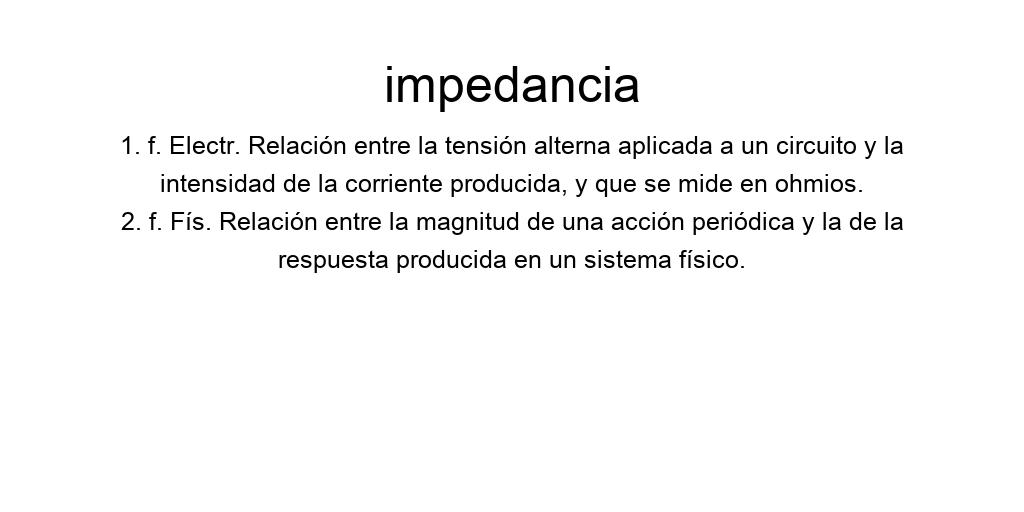 impedancia
1. f. Electr. Relación entre la tensión alterna aplicada a un circuito y la
intensidad de la corriente producida, y que se mide en ohmios.
2. f. Fís. Relación entre la magnitud de una acción periódica y la de la
respuesta producida en un sistema físico.